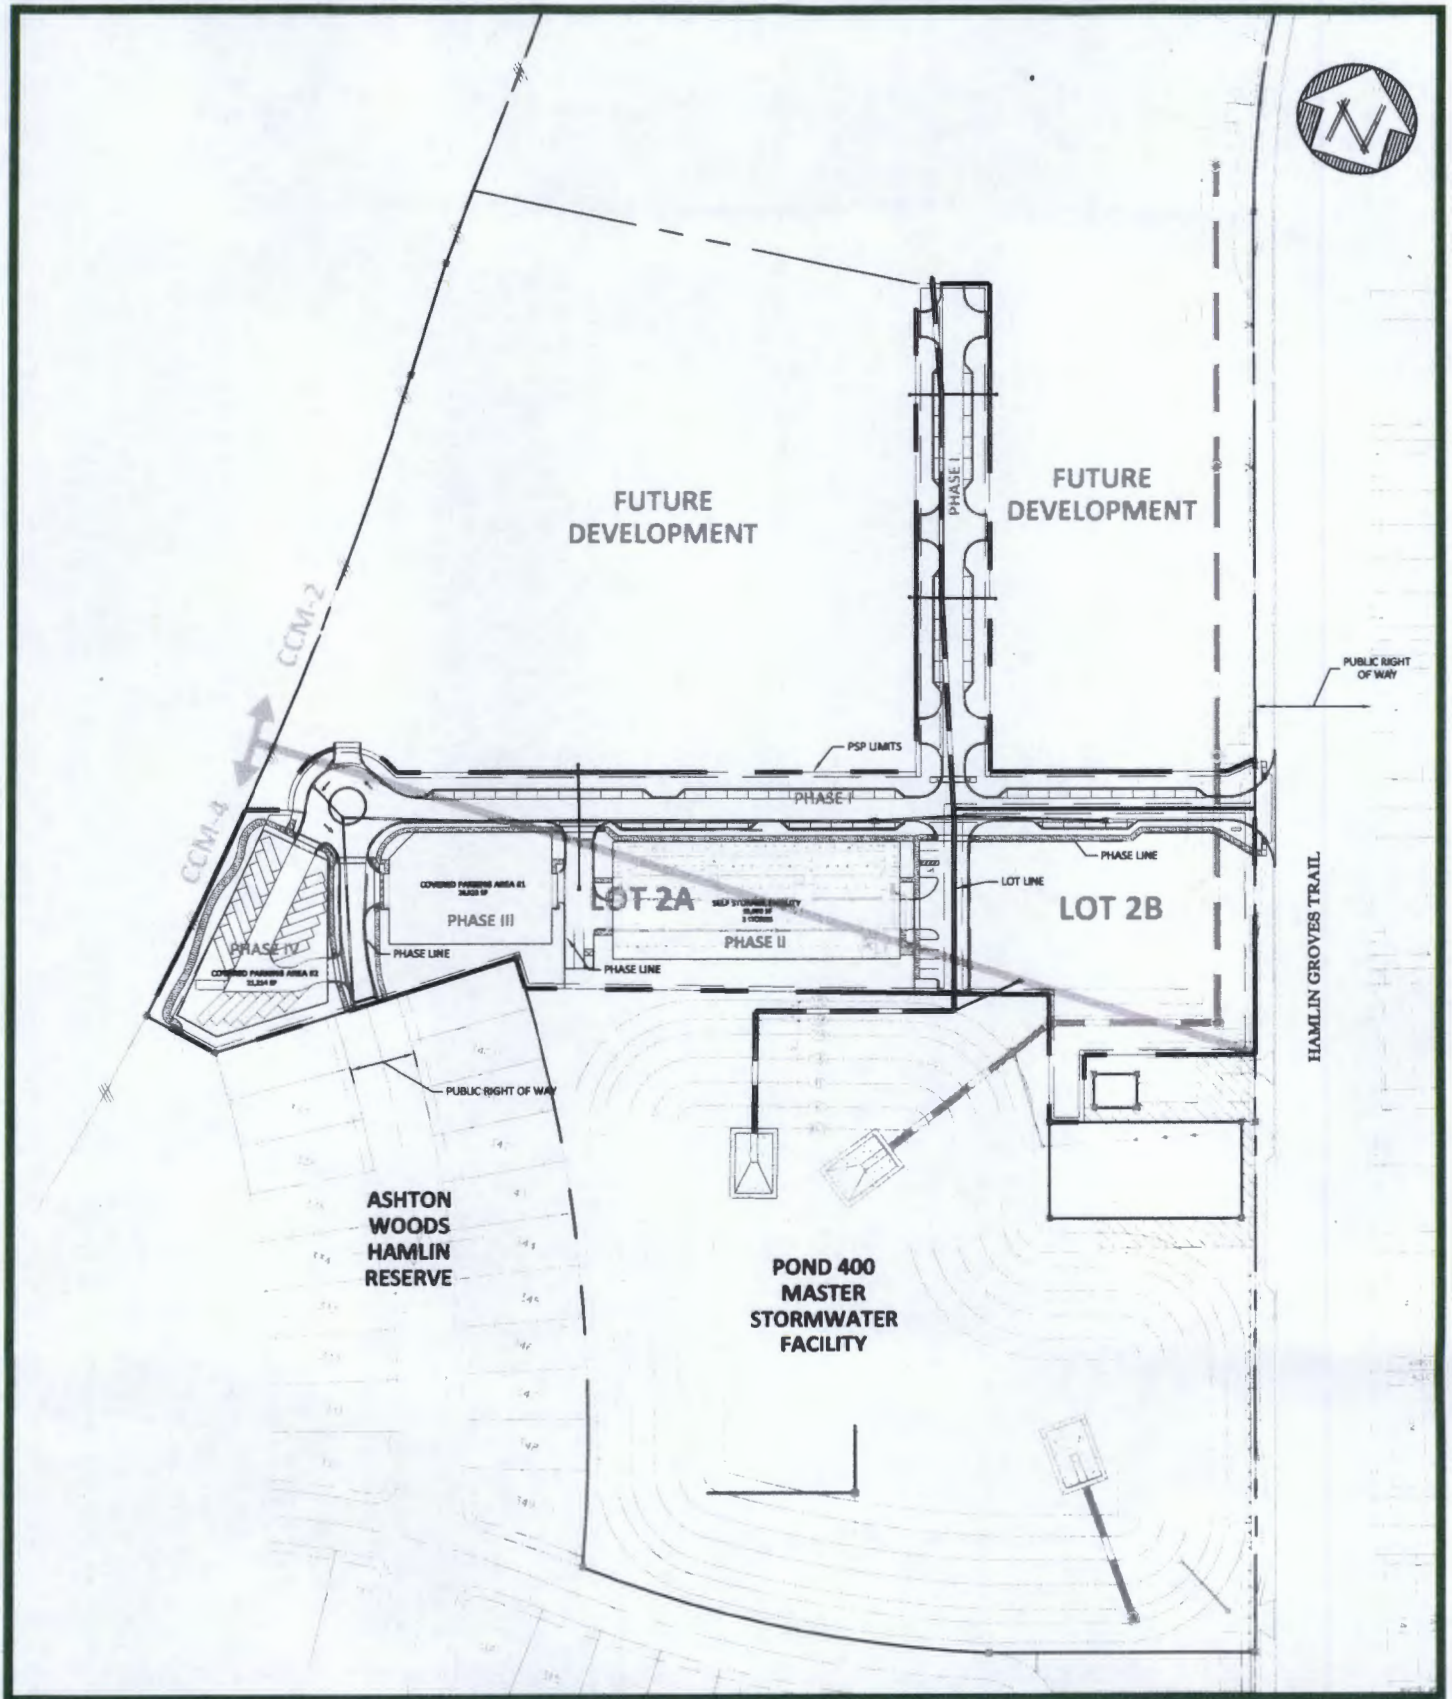 N
FUTURE
DEVELOPMENT
FUTURE
DEVELOPMENT
PHASE I
CCM-2
PUBLIC RIGHT
OF WAY
PSP LIMITS
CCM-4
PHASE I
PHASE LINE
COVERED PARKING AREA #1
LOT LINE
LOT 2A
SELF STORAGE FACILITY
LOT 2B
PHASE III
PHASE II
PHASE IV
PHASE LINE
PHASE LINE
COVERED PARKING AREA #2
HAMLIN GROVES TRAIL
PUBLIC RIGHT OF WAY
ASHTON
WOODS
HAMLIN
RESERVE
POND 400
MASTER
STORMWATER
FACILITY